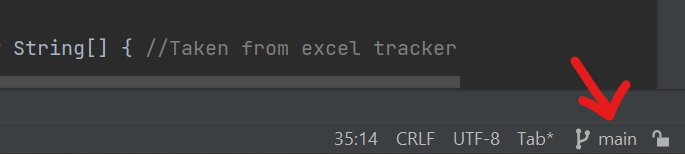 String[] { //Taken from excel tracker
35:14 CRLF UTF-8 Tab* main